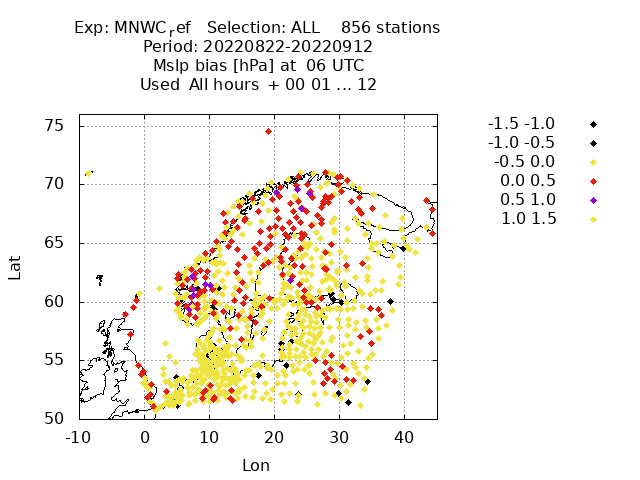 Exp: MNWCref   Selection: ALL    856 stations
Period: 20220822-20220912
Mslp bias [hPa] at  06 UTC
Used  All hours  + 00 01 ... 12
-1.5 -1.0
-1.0 -0.5
-0.5 0.0
0.0 0.5
0.5 1.0
1.0 1.5
75
70
65
60
55
50
Lat
-10 0 10 20 30 40
Lon